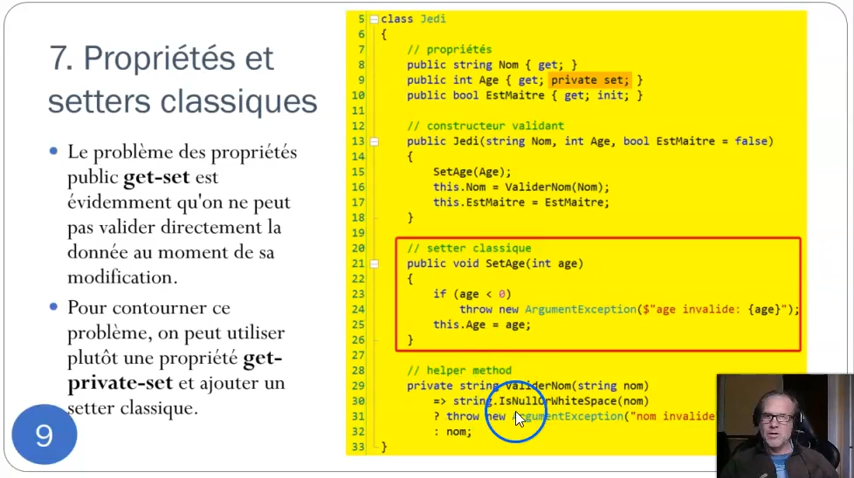 7. Propriétés et
setters classiques
Le problème des propriétés
public get-set est
évidemment qu'on ne peut
pas valider directement la
donnée au moment de sa
modification.
Pour contourner ce
problème, on peut utiliser
plutôt une propriété get-
private-set et ajouter un
setter classique.
9
5 class Jedi
6 {
7 // propriétés
8 public string Nom { get; }
9 public int Age { get; private set; }
10 public bool EstMaitre { get; init; }
11
12 // constructeur validant
13 public Jedi(string Nom, int Age, bool EstMaitre = false)
14 {
15 SetAge(Age);
16 this.Nom = ValiderNom(Nom);
17 this.EstMaitre = EstMaitre;
18 }
19
20 // setter classique
21 public void SetAge(int age)
22 {
23 if (age < 0)
24 throw new ArgumentException($"age invalide: {age}");
25 this.Age = age;
26 }
27
28 // helper method
29 private string ValiderNom(string nom)
30 => string.IsNullOrWhiteSpace(nom)
31 ? throw new ArgumentException("nom invalide
32 : nom;
33 }